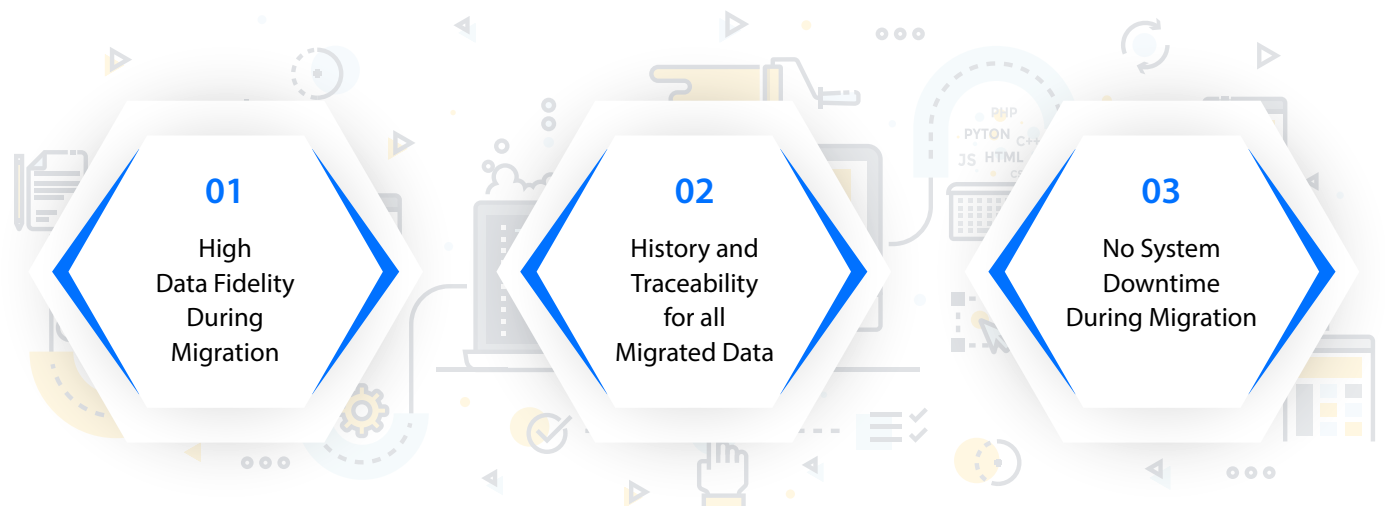 01
High
Data Fidelity
During
Migration
02
History and
Traceability
for all
Migrated Data
03
No System
Downtime
During Migration
PHP
PYTON
C++
JS HTML